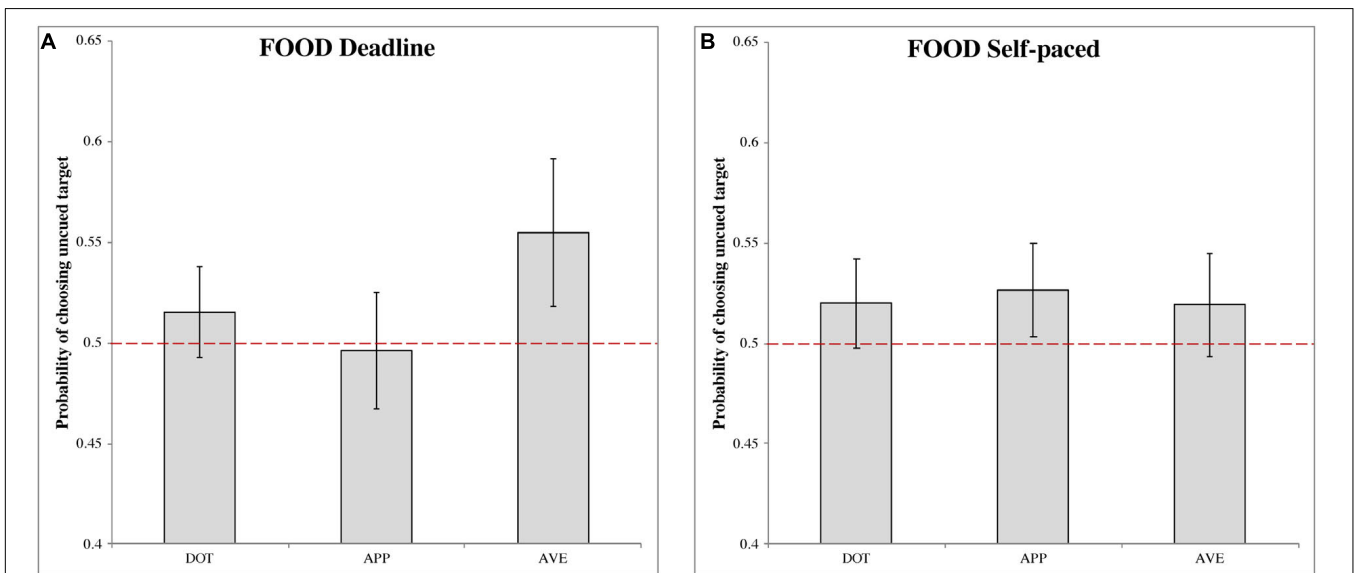 A
FOOD Deadline
Probability of choosing uncued target
0.65
0.6
0.55
0.5
0.45
0.4
DOT APP AVE
B
FOOD Self-paced
Probability of choosing uncued target
0.65
0.6
0.55
0.5
0.45
0.4
DOT APP AVE